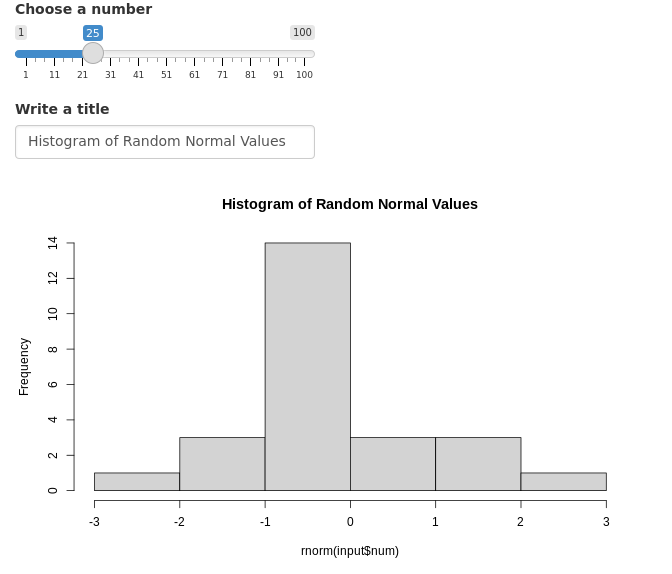 Choose a number
1 25 100
1 11 21 31 41 51 61 71 81 91 100
Write a title
Histogram of Random Normal Values
Histogram of Random Normal Values
14
12
10
8
6
4
2
0
Frequency
-3 -2 -1 0 1 2 3
rnorm(input$num)